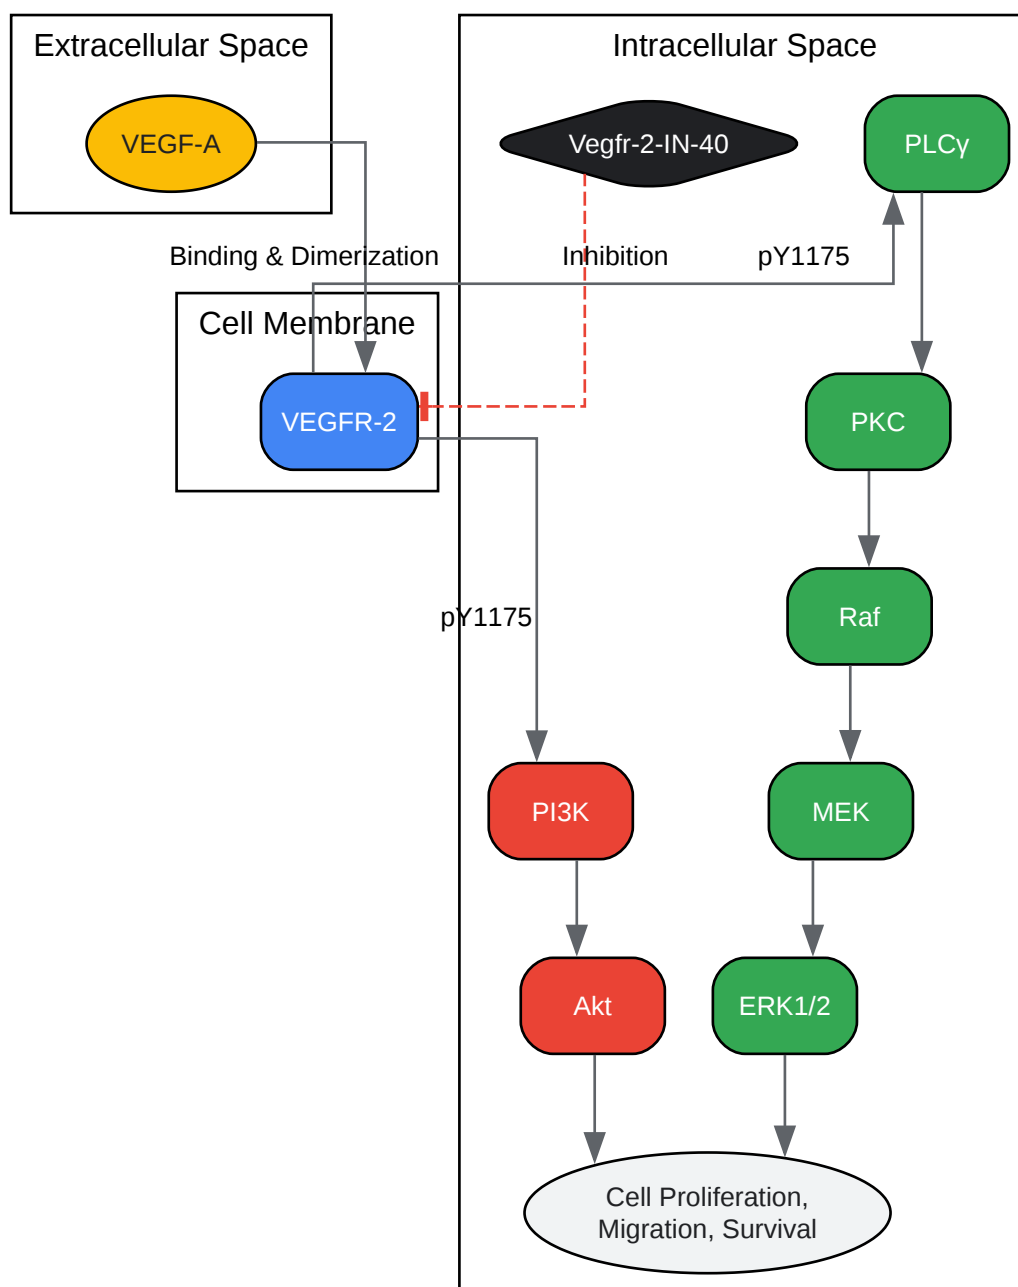 Extracellular Space
Intracellular Space
VEGF-A
Vegfr-2-IN-40
PLCγ
Binding & Dimerization
Inhibition
pY1175
Cell Membrane
VEGFR-2
PKC
pY1175
Raf
PI3K
MEK
Akt
ERK1/2
Cell Proliferation,
Migration, Survival